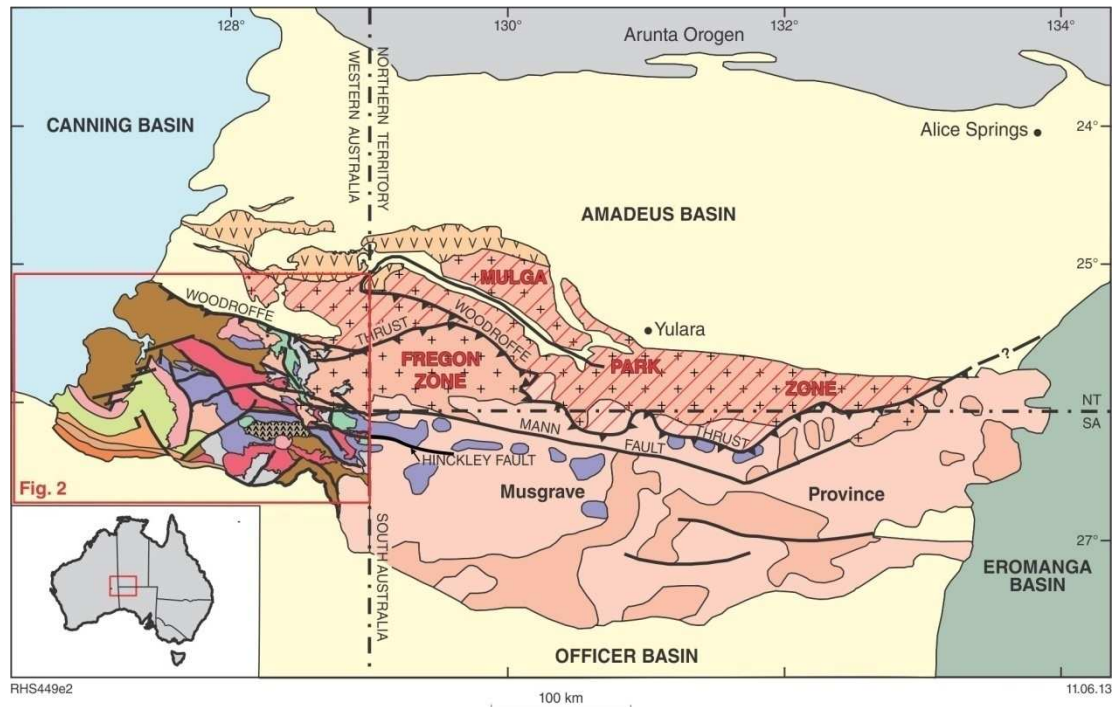 128°
130°
132°
134°
Arunta Orogen
NORTHERN TERRITORY
WESTERN AUSTRALIA
CANNING BASIN
Alice Springs
24°
AMADEUS BASIN
25°
MULGA
WOODROFFE
THRUST
WOODROFFE
Yulara
FREGON
ZONE
PARK
ZONE
?
NT
SA
MANN
FAULT
THRUST
HINCKLEY FAULT
Fig. 2
Musgrave
Province
SOUTH AUSTRALIA
27°
EROMANGA
BASIN
OFFICER BASIN
RHS449e2
11.06.13
100 km